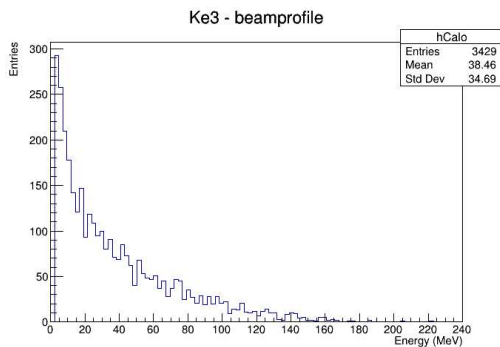 Ke3 - beamprofile
hCalo
Entries 3429
Mean 38.46
Std Dev 34.69
Entries
300
250
200
150
100
50
0
0 20 40 60 80 100 120 140 160 180 200 220 240
Energy (MeV)